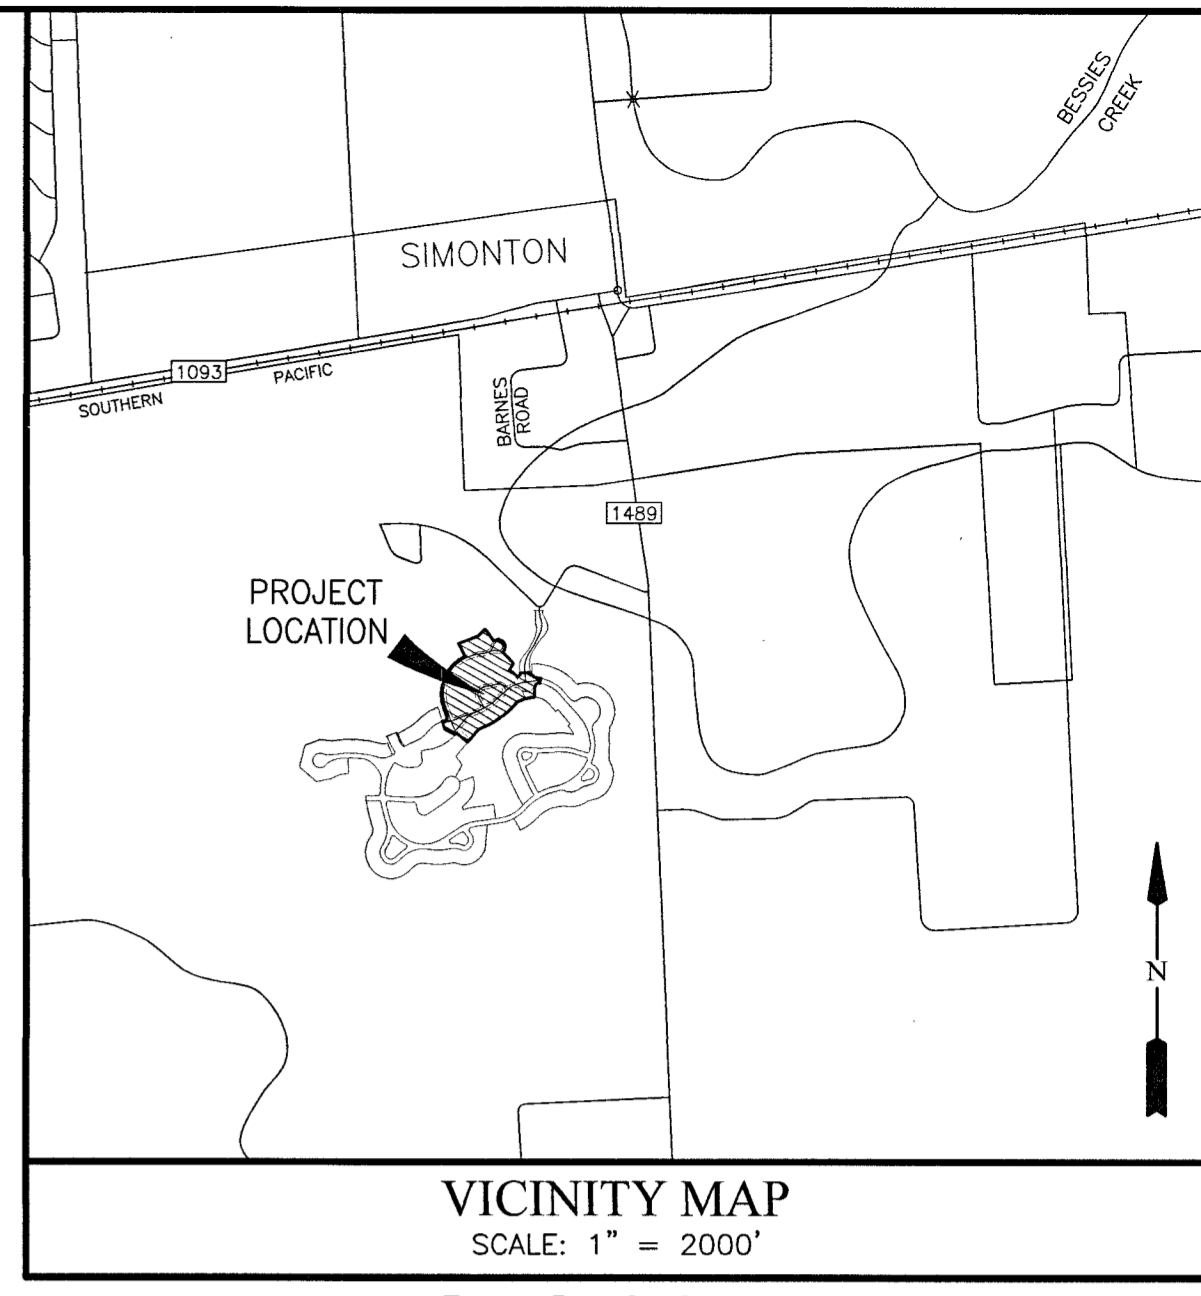 BESSIES
CREEK
SIMONTON
1093
SOUTHERN
PACIFIC
BARNES
ROAD
1489
PROJECT
LOCATION
N
VICINITY MAP
SCALE: 1" = 2000'